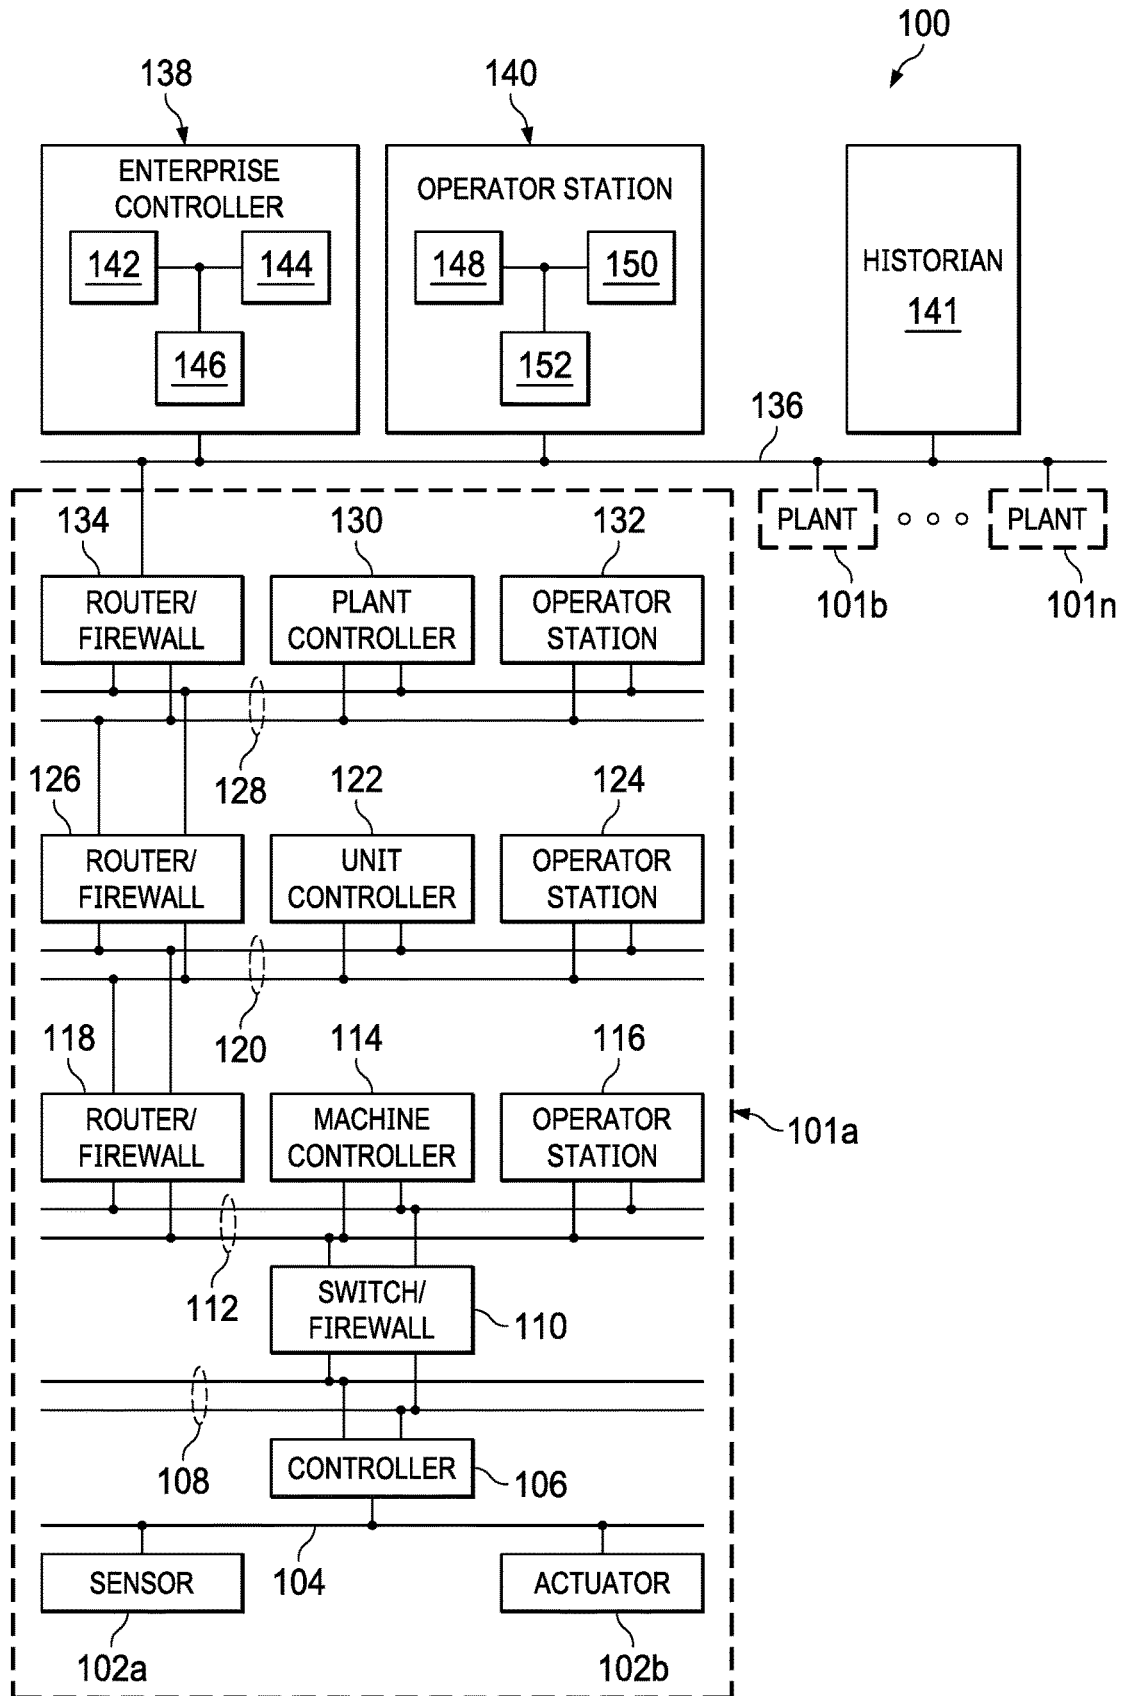 100
138
140
ENTERPRISE
CONTROLLER
142
144
146
OPERATOR STATION
148
150
152
HISTORIAN
141
136
PLANT
PLANT
101b
101n
134
130
132
ROUTER/
FIREWALL
PLANT
CONTROLLER
OPERATOR
STATION
128
126
122
124
ROUTER/
FIREWALL
UNIT
CONTROLLER
OPERATOR
STATION
120
118
114
116
ROUTER/
FIREWALL
MACHINE
CONTROLLER
OPERATOR
STATION
101a
112
SWITCH/
FIREWALL
110
108
CONTROLLER
106
104
SENSOR
ACTUATOR
102a
102b